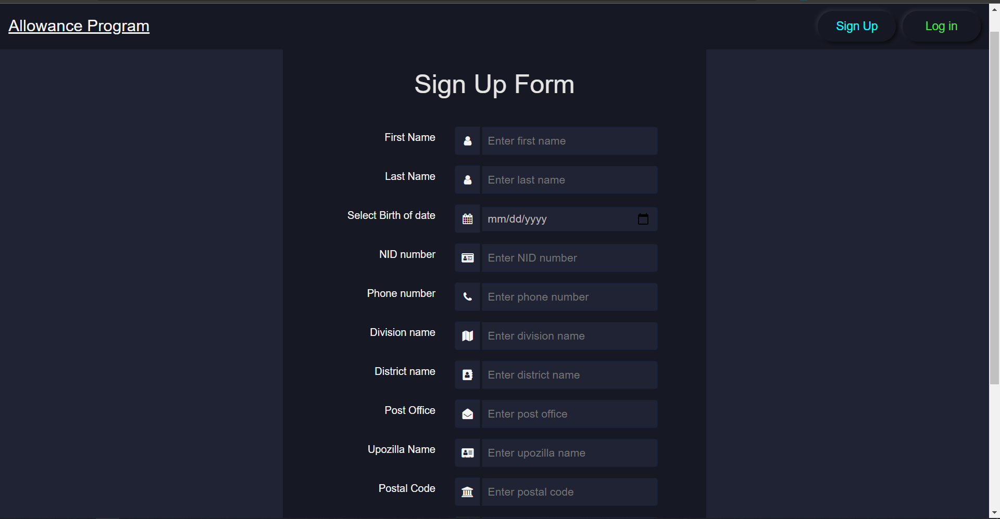 Allowance Program
Sign Up
Log in
Sign Up Form
First Name
Enter first name
Last Name
Enter last name
Select Birth of date
mm/dd/yyyy
NID number
Enter NID number
Phone number
Enter phone number
Division name
Enter division name
District name
Enter district name
Post Office
Enter post office
Upozilla Name
Enter upozilla name
Postal Code
Enter postal code